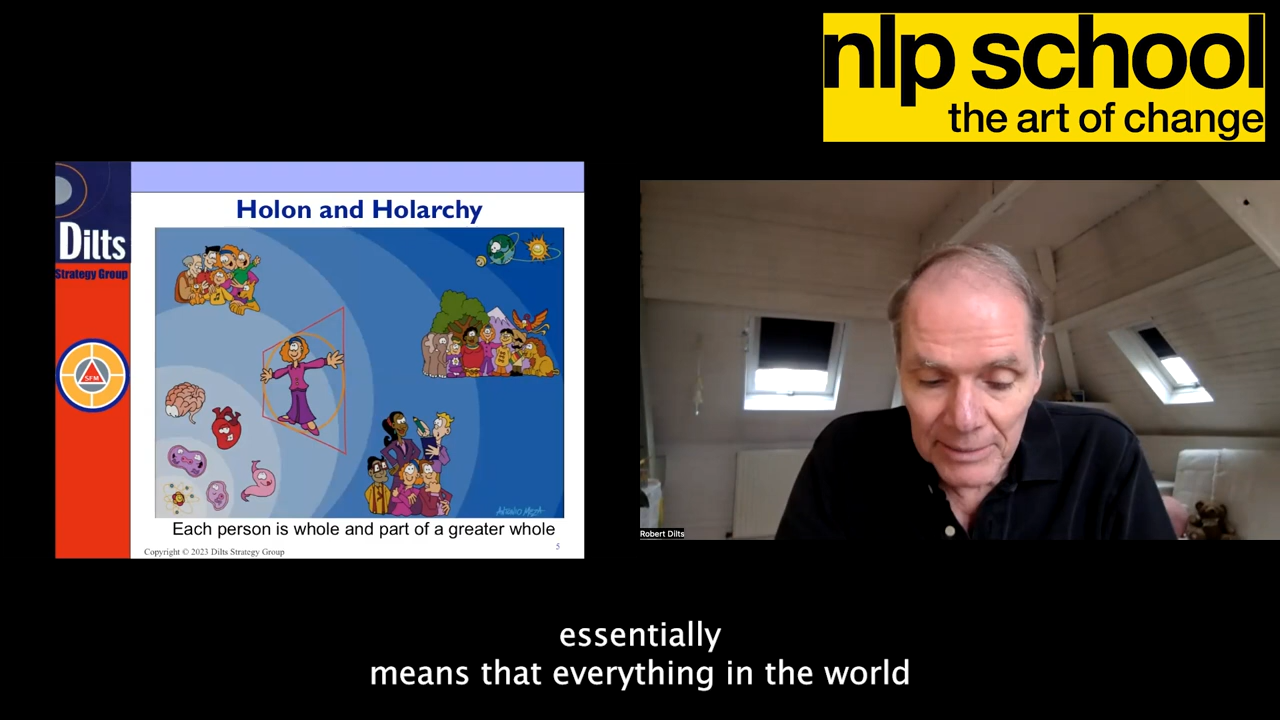 nlp school
the art of change
Dilts
Strategy Group
SFM
Holon and Holarchy
Each person is whole and part of a greater whole
Copyright © 2023 Dilts Strategy Group
5
Robert Dilts
essentially
means that everything in the world